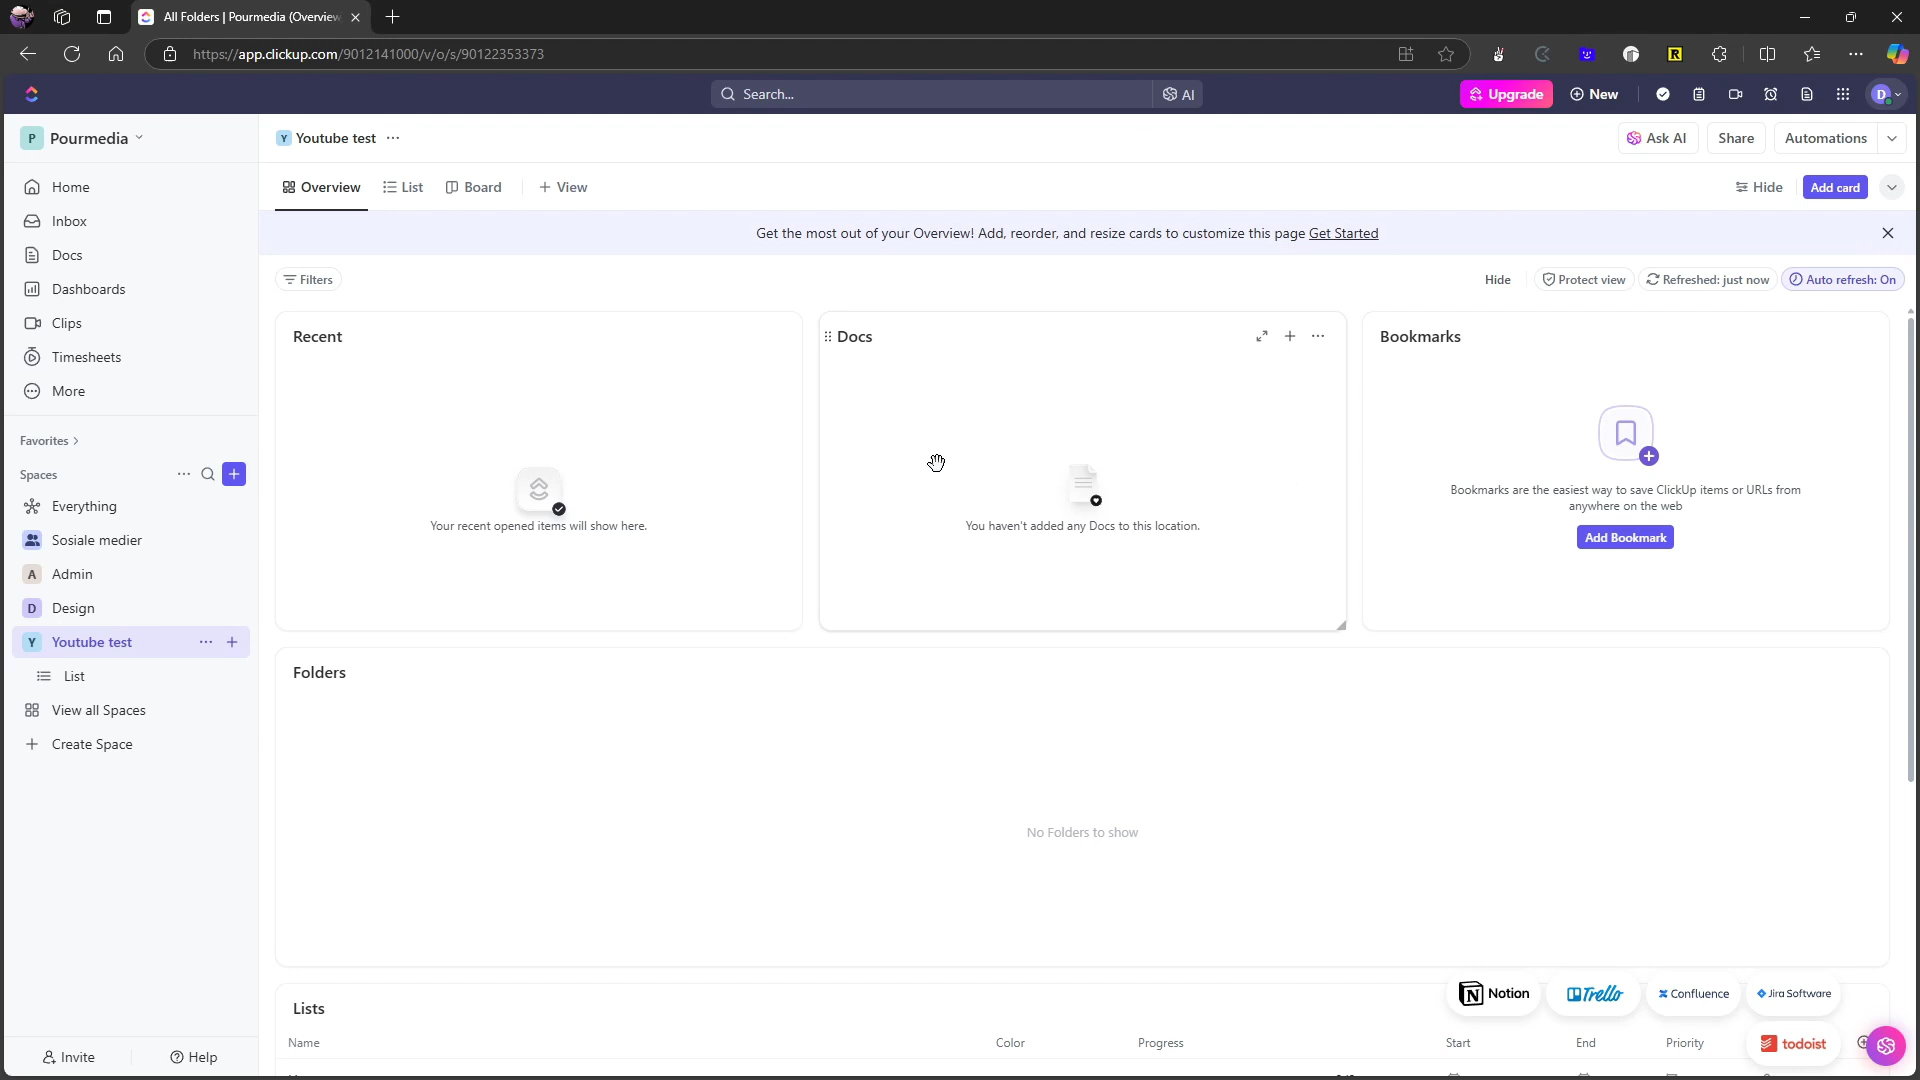 All Folders | Pourmedia (Overview
https://app.clickup.com/9012141000/v/o/s/90122353373
Search...
AI
Upgrade
New
D
P Pourmedia
Y Youtube test
Ask AI
Share
Automations
Home
Inbox
Docs
Dashboards
Clips
Timesheets
More
Favorites
Spaces
Everything
Sosiale medier
A Admin
D Design
Y Youtube test
List
View all Spaces
Create Space
Invite
Help
Overview
List
Board
View
Hide
Add card
Get the most out of your Overview! Add, reorder, and resize cards to customize this page Get Started
Filters
Hide
Protect view
Refreshed: just now
Auto refresh: On
Recent
Your recent opened items will show here.
Docs
You haven't added any Docs to this location.
Bookmarks
Bookmarks are the easiest way to save ClickUp items or URLs from
anywhere on the web
Add Bookmark
Folders
No Folders to show
Lists
Name
Color
Progress
Start
End
Priority
Notion
Trello
Confluence
Jira Software
todoist